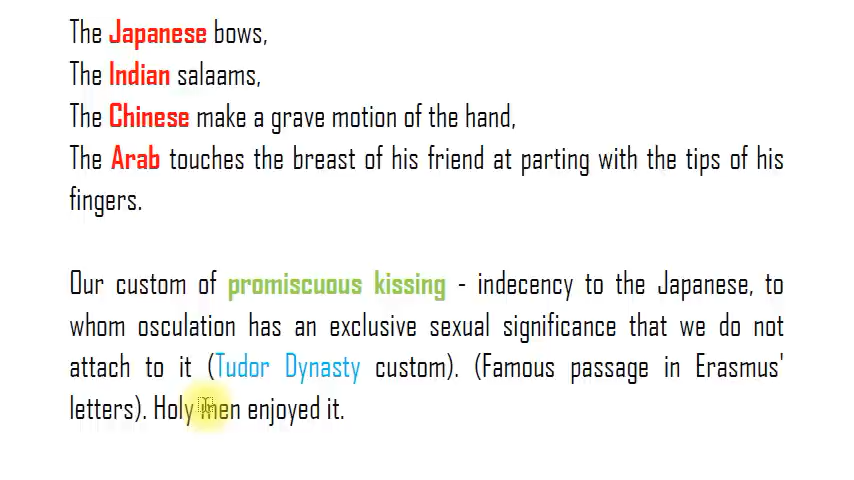 The Japanese bows,
The Indian salaams,
The Chinese make a grave motion of the hand,
The Arab touches the breast of his friend at parting with the tips of his
fingers.
Our custom of promiscuous kissing - indecency to the Japanese, to
whom osculation has an exclusive sexual significance that we do not
attach to it (Tudor Dynasty custom). (Famous passage in Erasmus'
letters). Holy men enjoyed it.